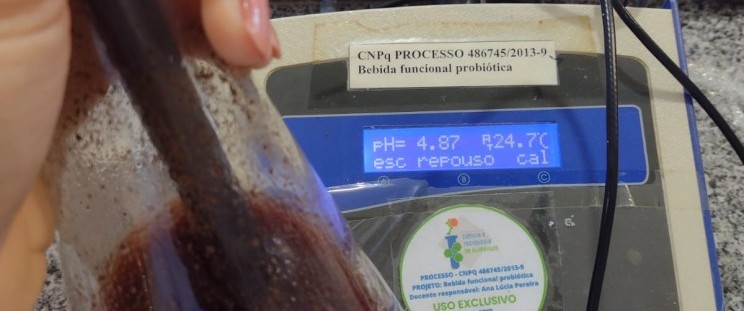 CNPq PROCESSO 486745/2013-9
Bebida funcional probiótica
pH= 4.87 24.7C
esc repouso cal
A B C
PROCESSO - CNPQ 486745/2013-9
PROJETO: Bebida funcional probiótica
Docente responsável: Ana Lúcia Pereira
USO EXCLUSIVO